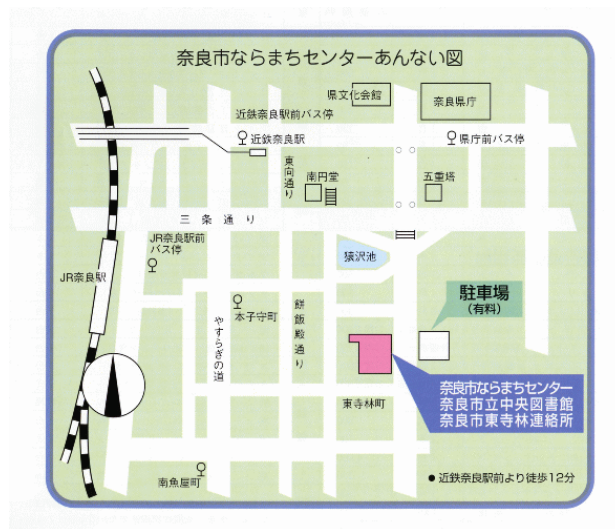 奈良市ならまちセンターあんない図
県文化会館
奈良県庁
近鉄奈良駅前バス停
近鉄奈良駅
県庁前バス停
東向通り
南円堂
五重塔
三条通り
JR奈良駅前
バス停
猿沢池
JR奈良駅
駐車場
(有料)
本子守町
餅飯殿通り
やすらぎの道
奈良市ならまちセンター
奈良市立中央図書館
奈良市東寺林連絡所
東寺林町
南魚屋町
●近鉄奈良駅前より徒歩12分